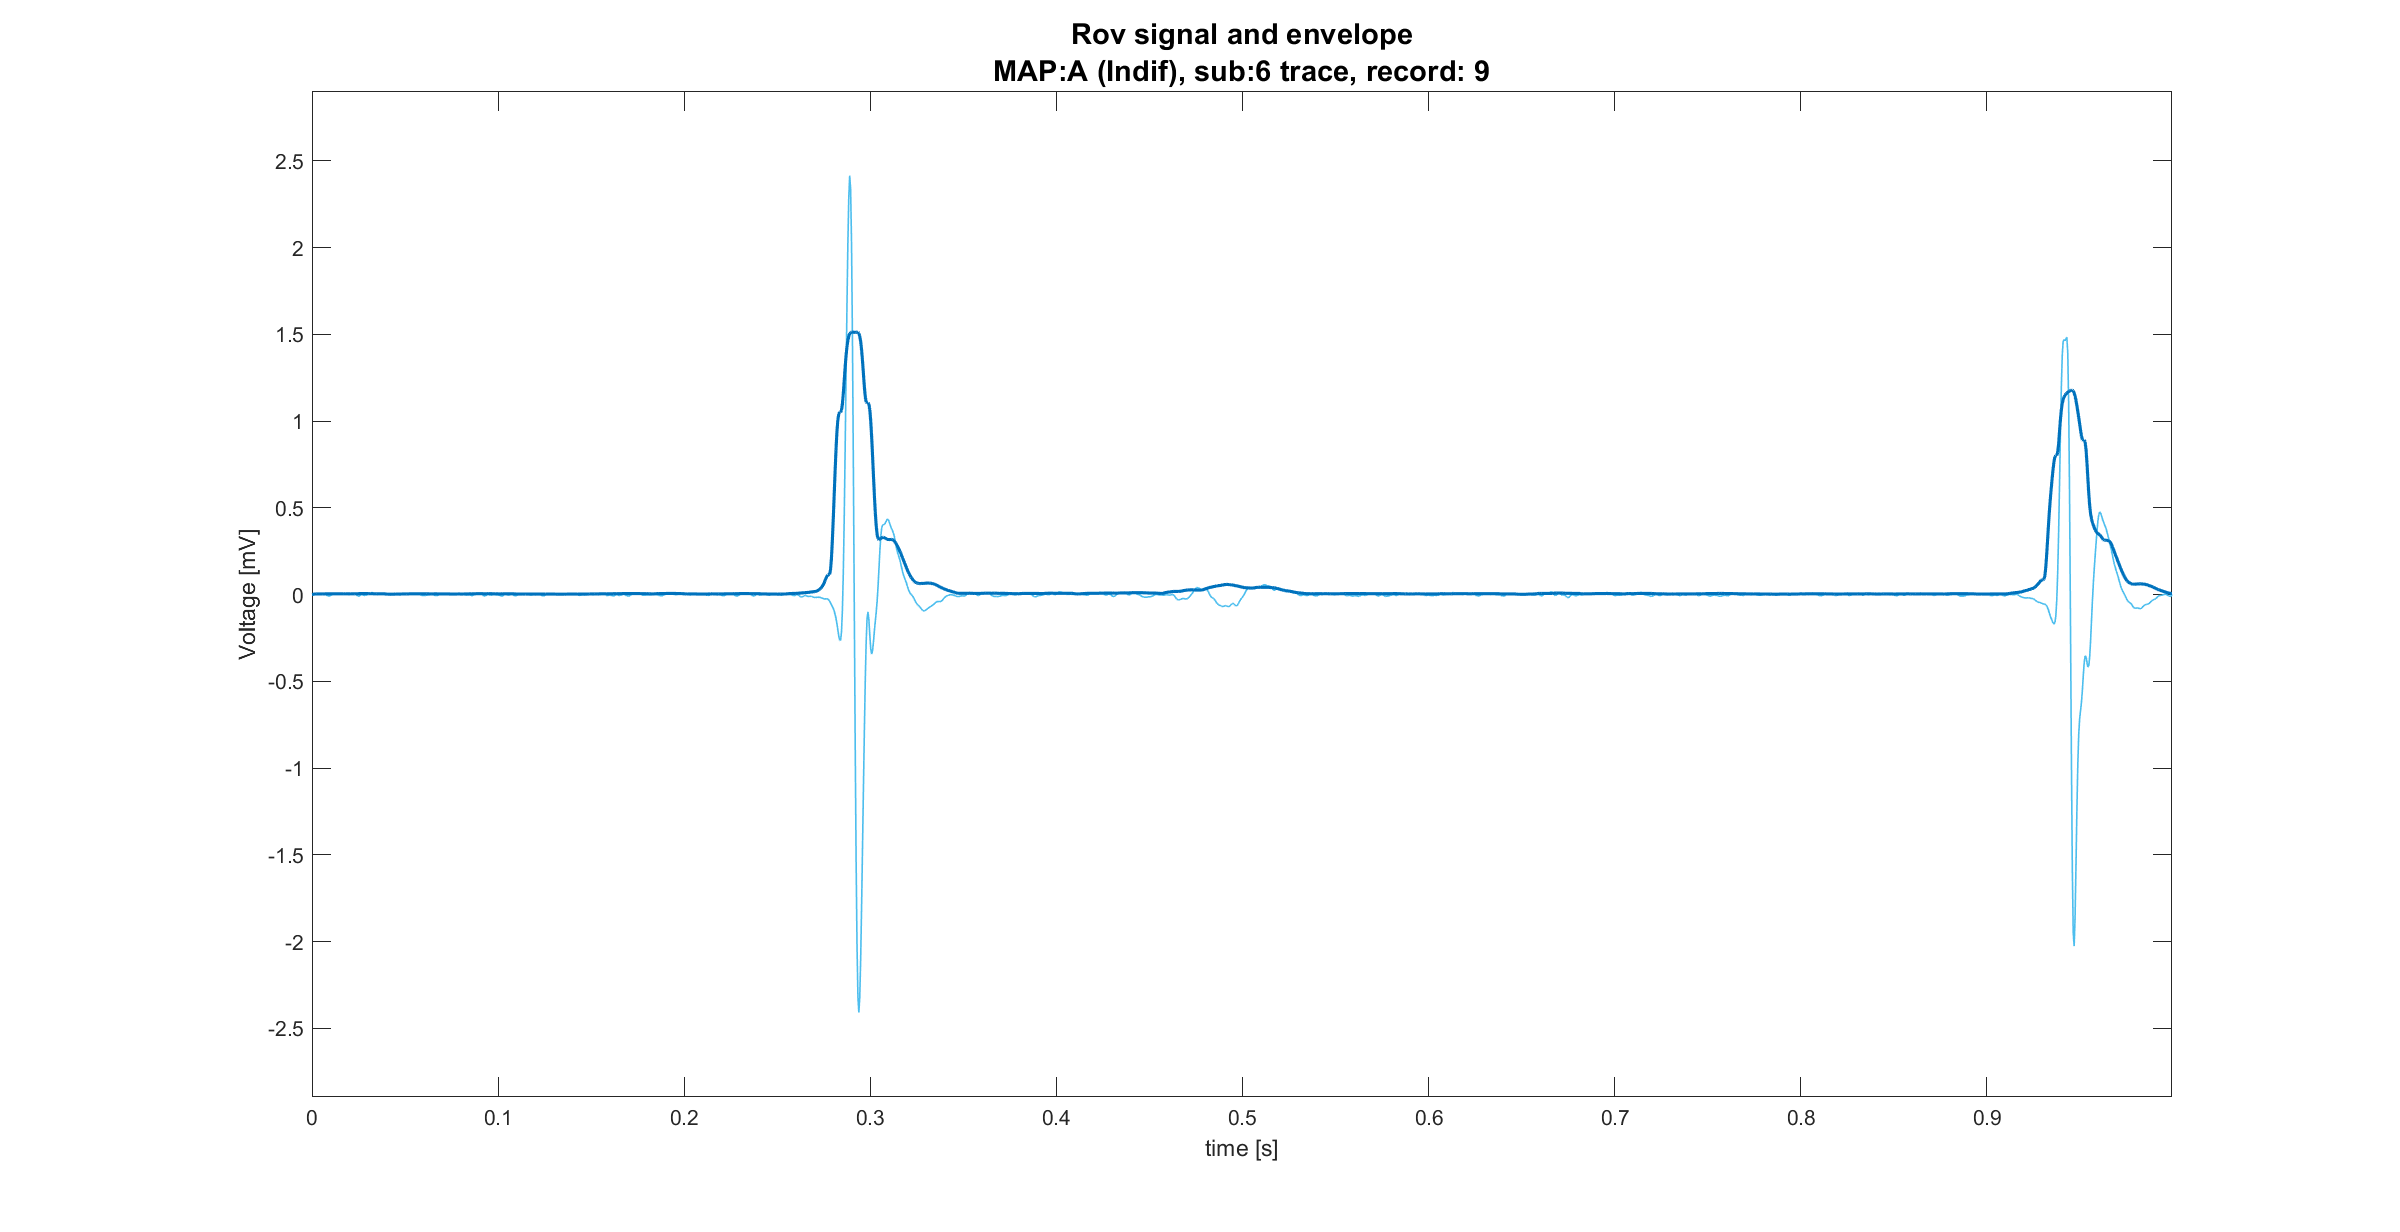 Rov signal and envelope
MAP:A (Indif), sub:6 trace, record: 9
2.5
2
1.5
1
0.5
0
-0.5
-1
-1.5
-2
-2.5
Voltage [mV]
0 0.1 0.2 0.3 0.4 0.5 0.6 0.7 0.8 0.9
time [s]